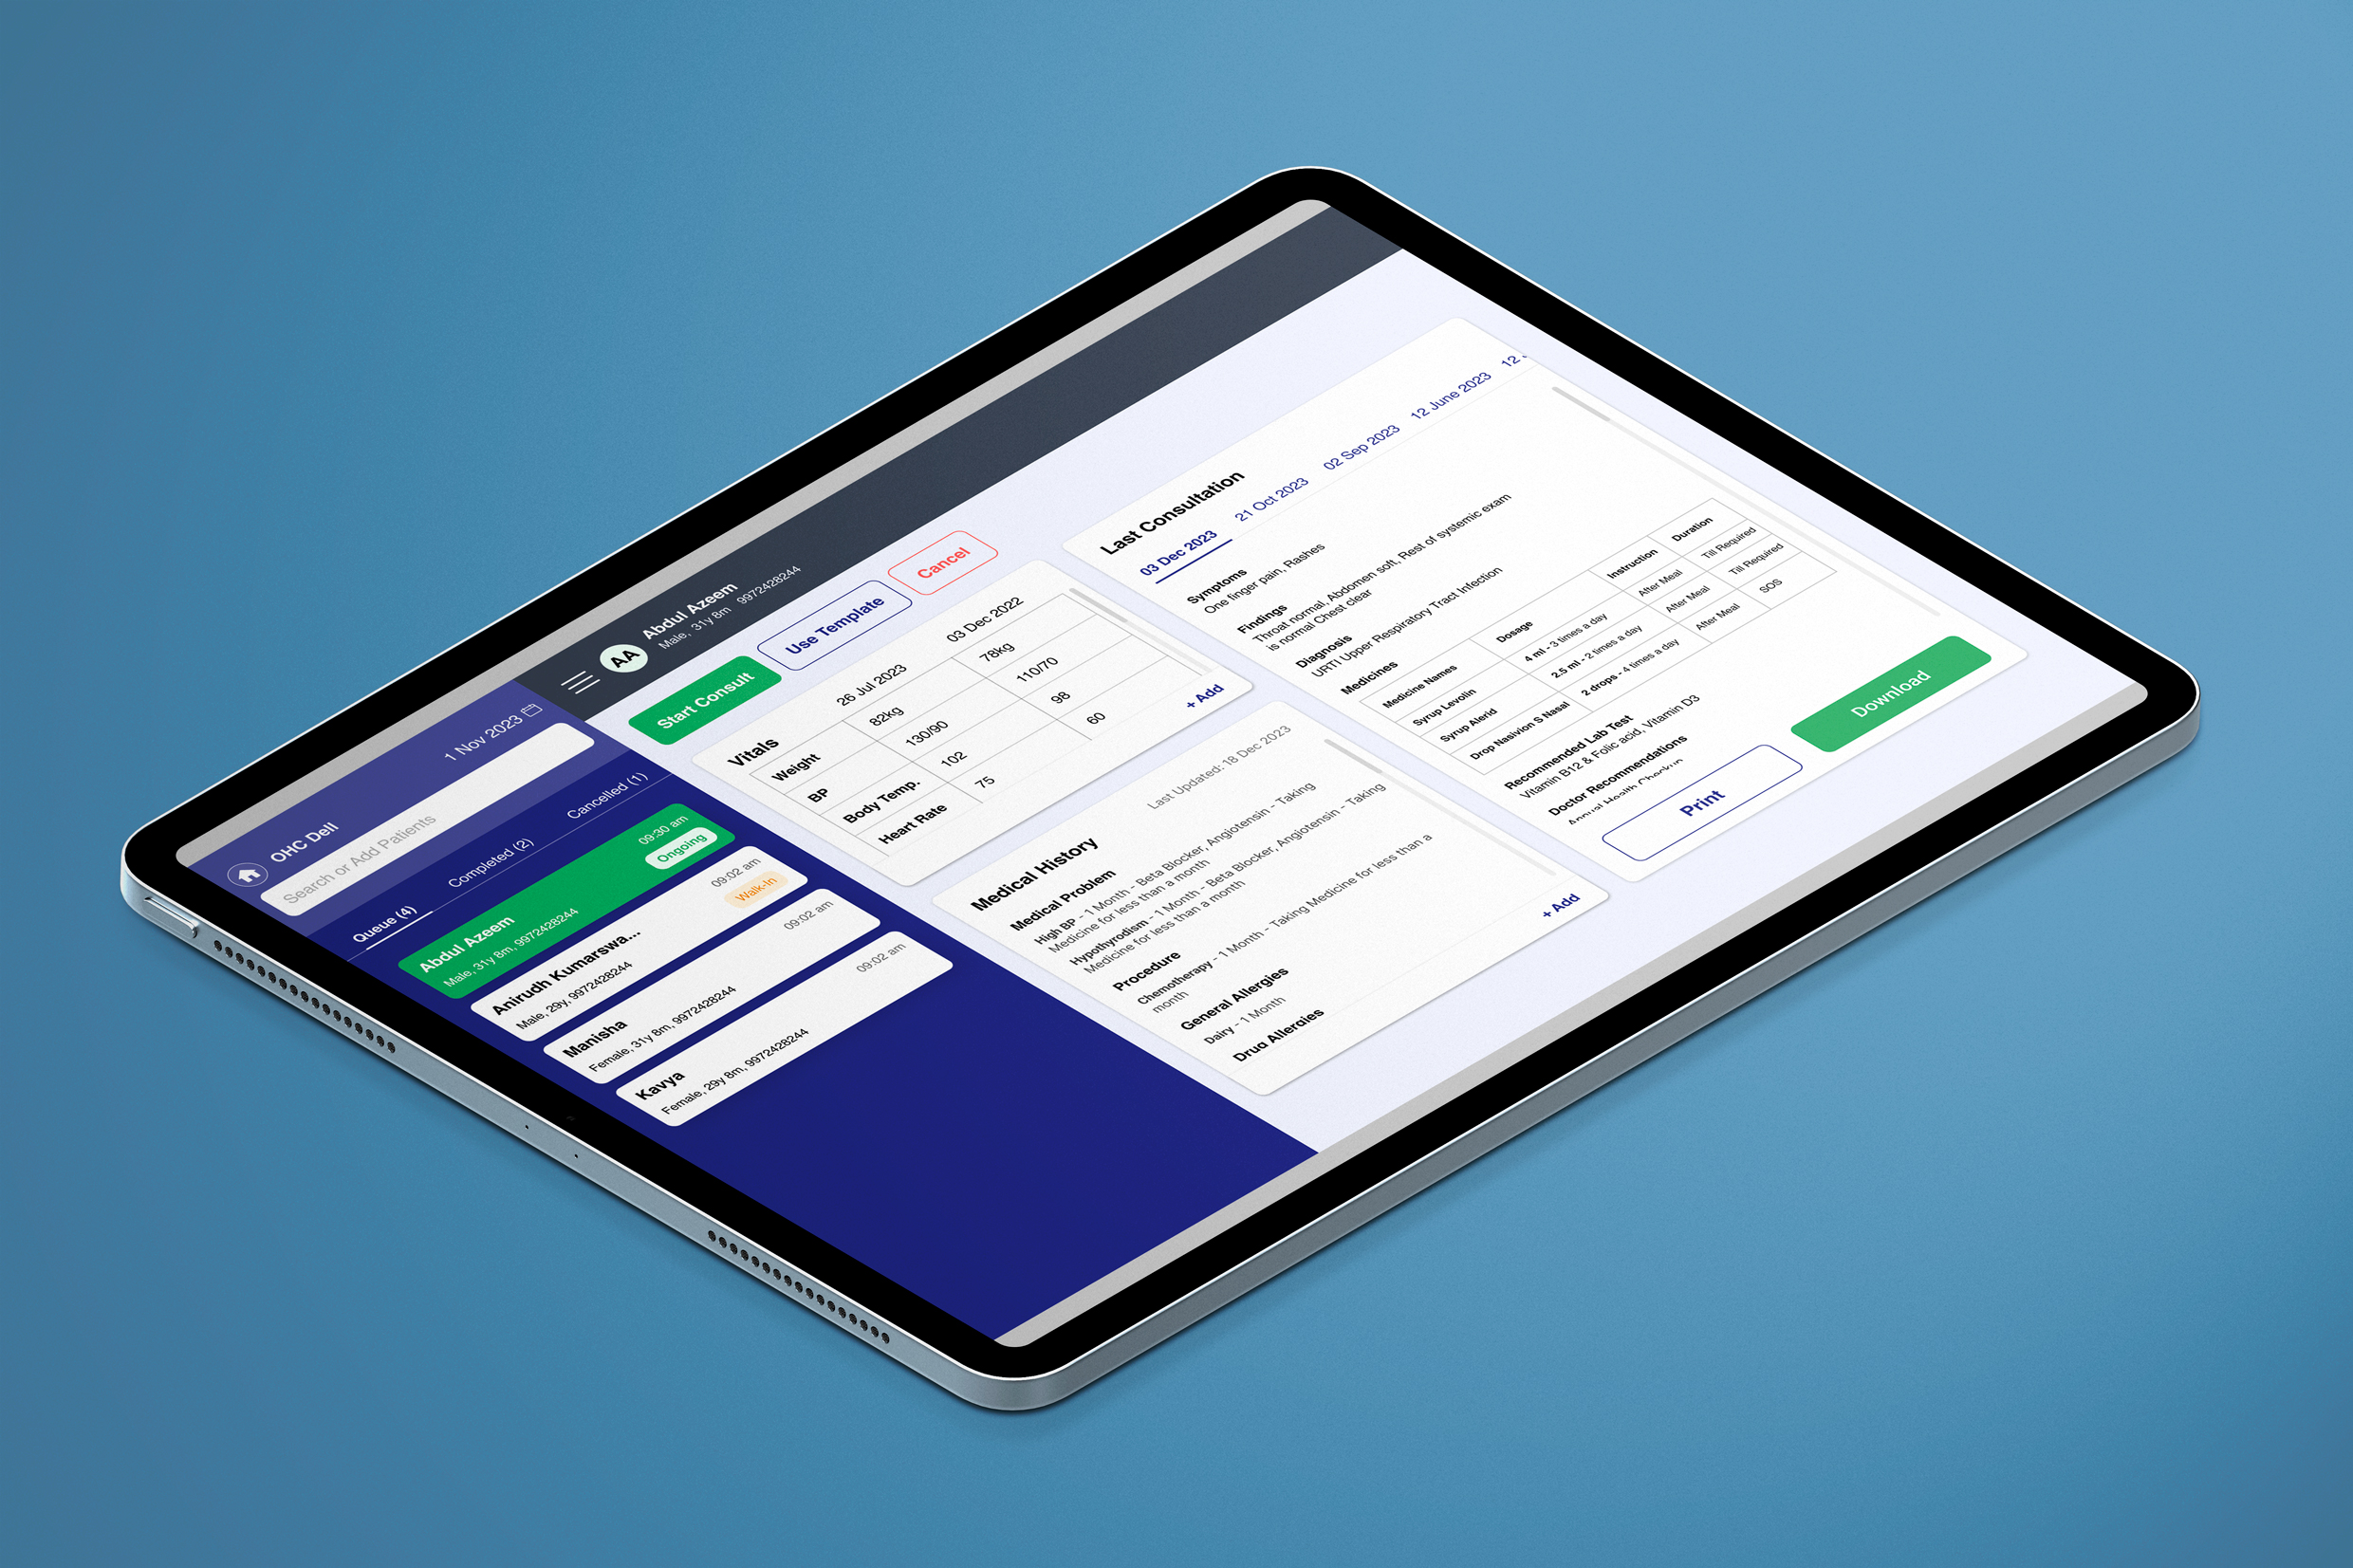 OHC Dell
1 Nov 2023
Search or Add Patients
Queue (4)
Completed (2)
Cancelled (1)
Abdul Azeem
09:30 am
Male, 31y 8m, 9972428244
Ongoing
Anirudh Kumarswa...
09:02 am
Male, 29y, 9972428244
Walk-In
Manisha
09:02 am
Female, 31y 8m, 9972428244
Kavya
09:02 am
Female, 29y 8m, 9972428244
AA
Abdul Azeem
Male, 31y 8m 9972428244
Start Consult
Use Template
Cancel
Vitals
26 Jul 2023
03 Dec 2022
Weight 82kg 78kg
BP 130/90 110/70
Body Temp. 102 98
Heart Rate 75 60
+ Add
Medical History
Last Updated: 18 Dec 2023
Medical Problem
High BP - 1 Month - Beta Blocker, Angiotensin - Taking
Medicine for less than a month
Hypothyrodism - 1 Month - Beta Blocker, Angiotensin - Taking
Medicine for less than a month
Procedure
Chemotherapy - 1 Month - Taking Medicine for less than a
month
General Allergies
Dairy - 1 Month
Drug Allergies
+ Add
Last Consultation
03 Dec 2023 21 Oct 2023 02 Sep 2023 12 June 2023 12
Symptoms
One finger pain, Rashes
Findings
Throat normal, Abdomen soft, Rest of systemic exam
is normal Chest clear
Diagnosis
URTI Upper Respiratory Tract Infection
Medicines
Medicine Names Dosage Instruction Duration
Syrup Levolin 4 ml - 3 times a day After Meal Till Required
Syrup Alerid 2.5 ml - 2 times a day After Meal Till Required
Drop Nasivion S Nasal 2 drops - 4 times a day After Meal SOS
Recommended Lab Test
Vitamin B12 & Folic acid, Vitamin D3
Doctor Recommendations
Annual Health Checkup
Print
Download